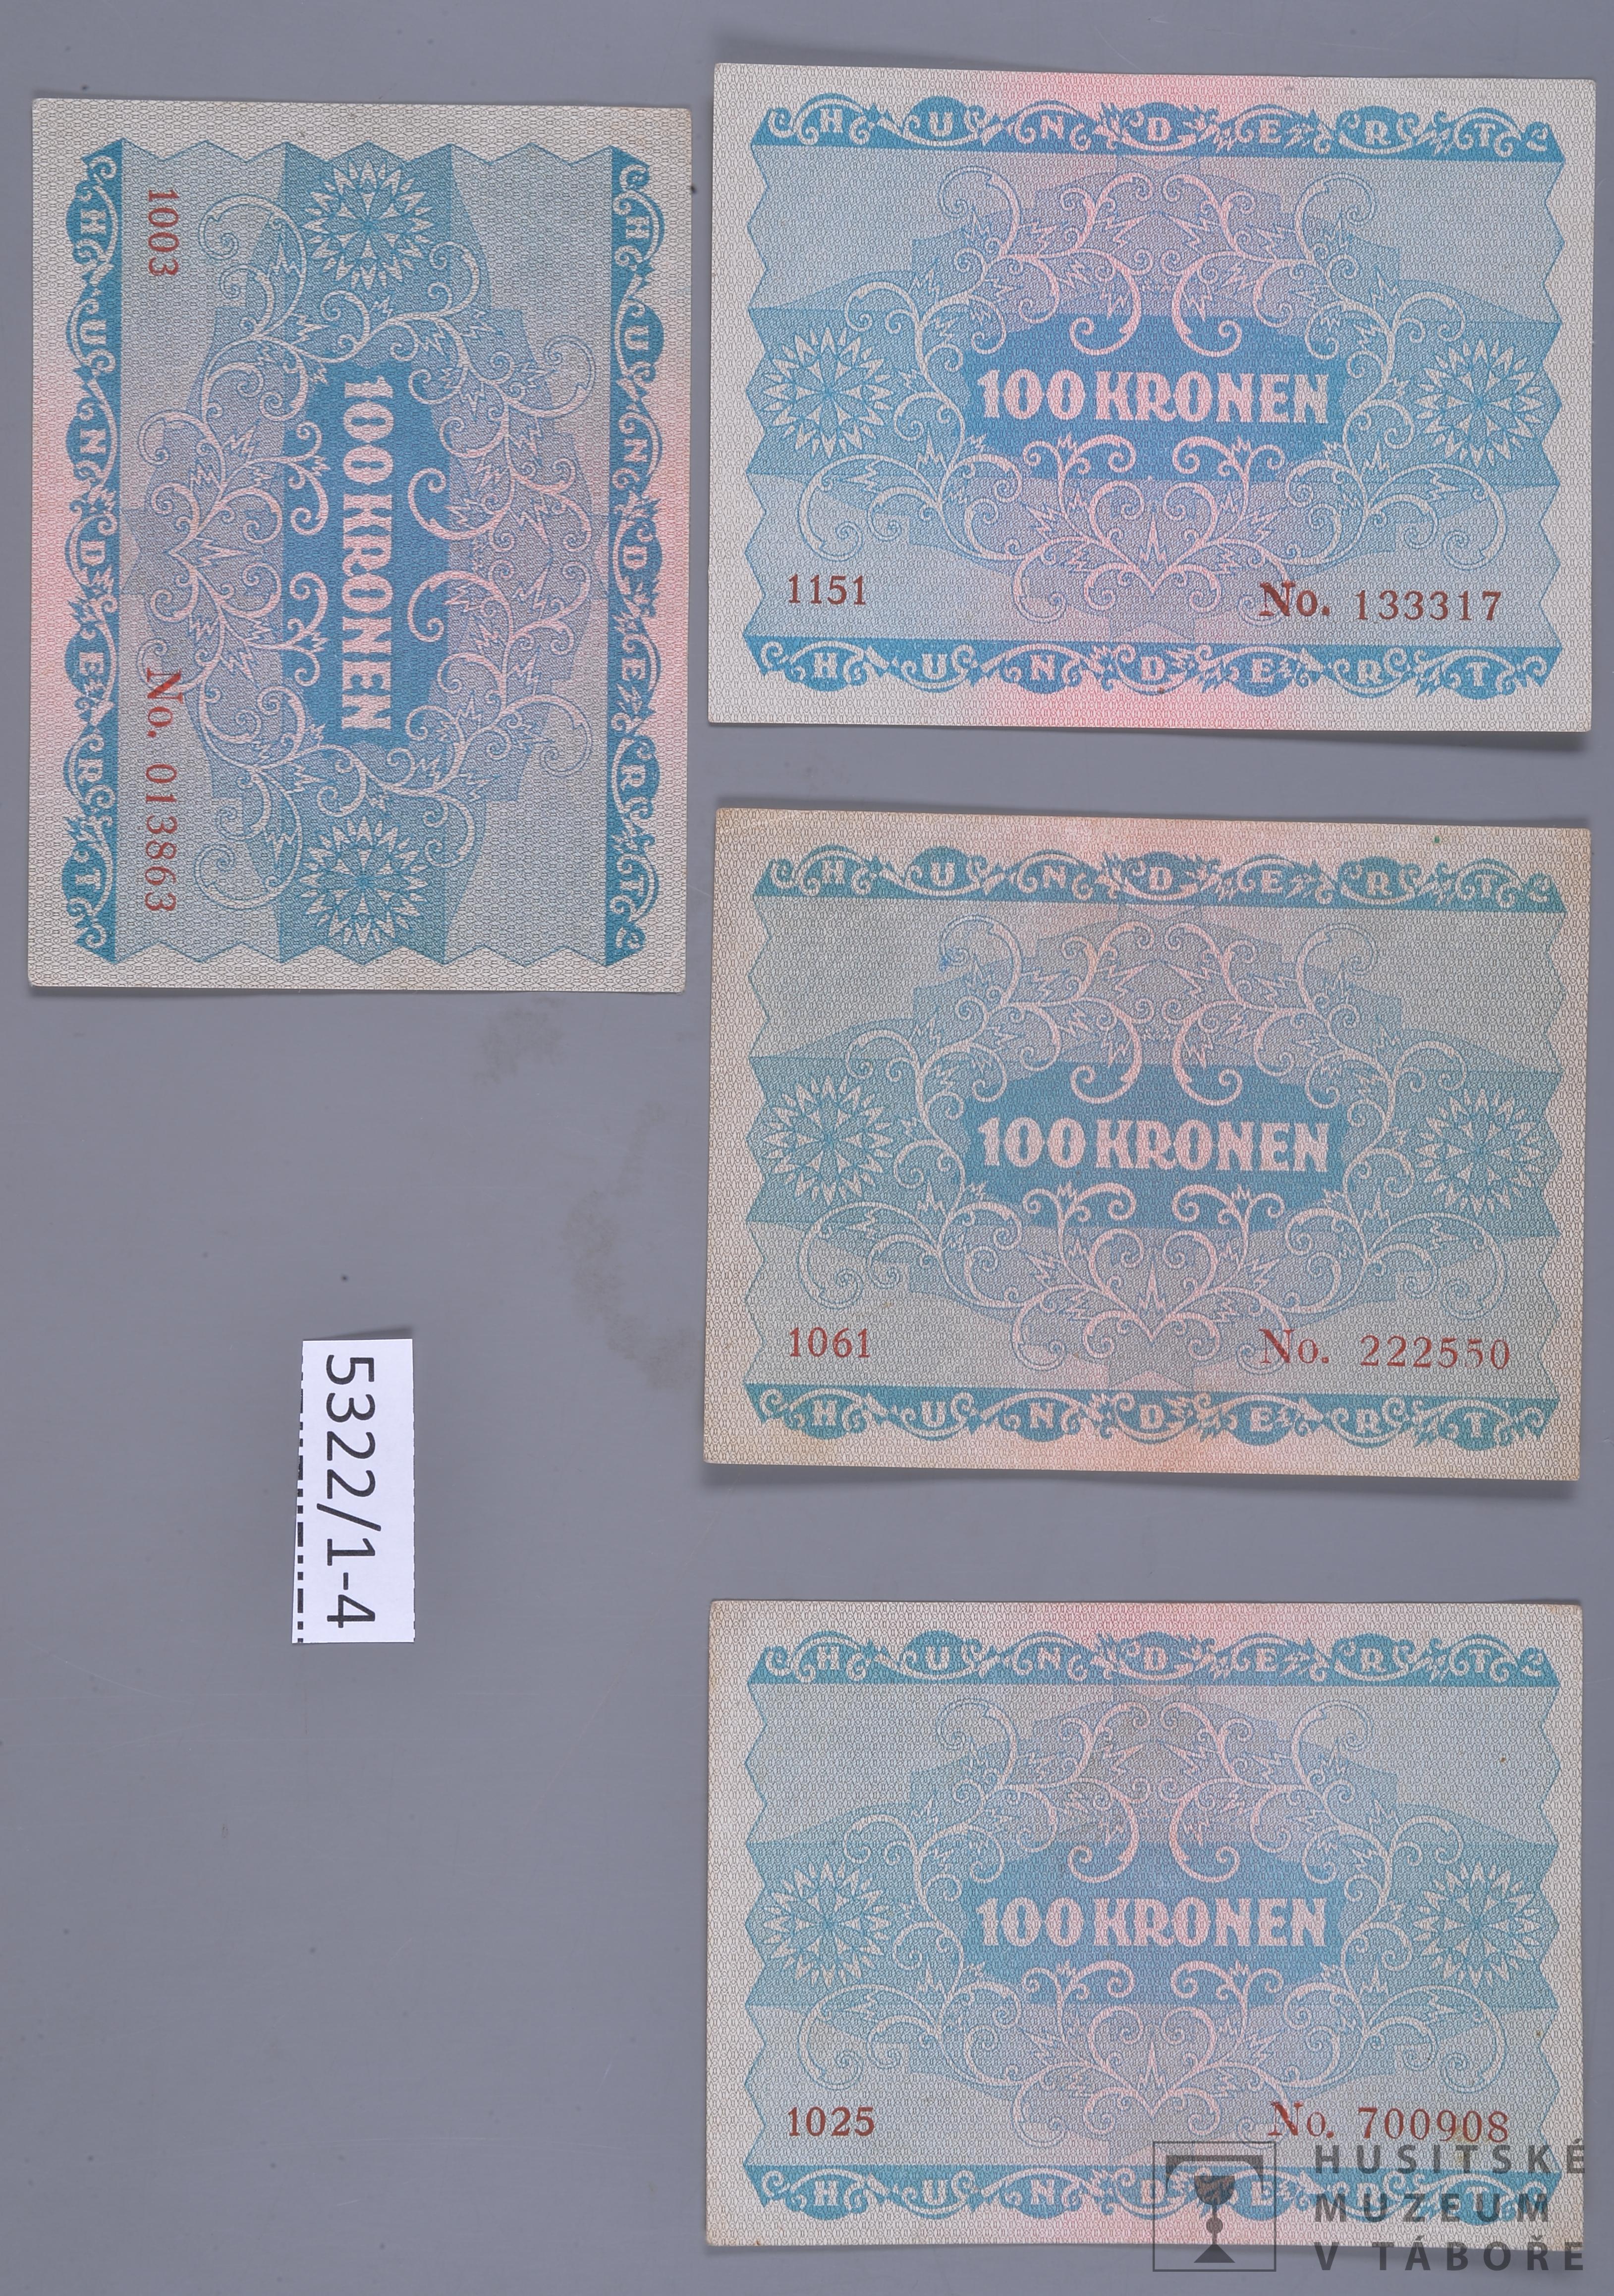 HUNDERT
1003
100 KRONEN
No. 013863
HUNDERT
HUNDERT
100 KRONEN
1151 No. 133317
HUNDERT
HUNDERT
100 KRONEN
1061 No. 222550
HUNDERT
5322/1-4
HUNDERT
100 KRONEN
1025 No. 700908
HUNDERT
HUSITSKÉ
MUZEUM
V TÁBOŘE